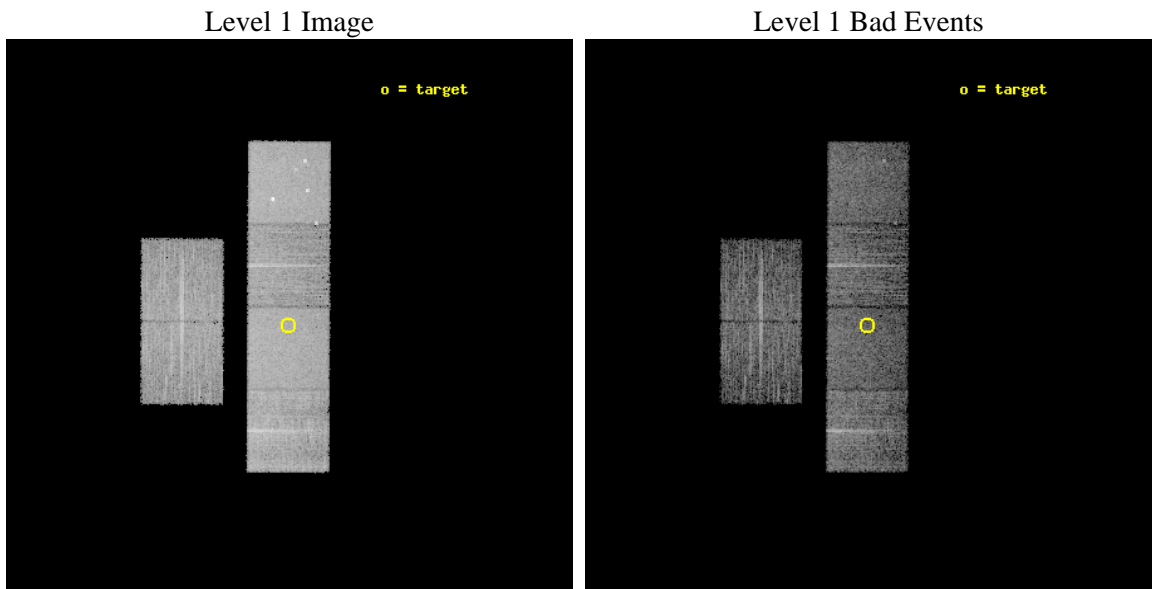 Level 1 Image
Level 1 Bad Events
o = target
o = target